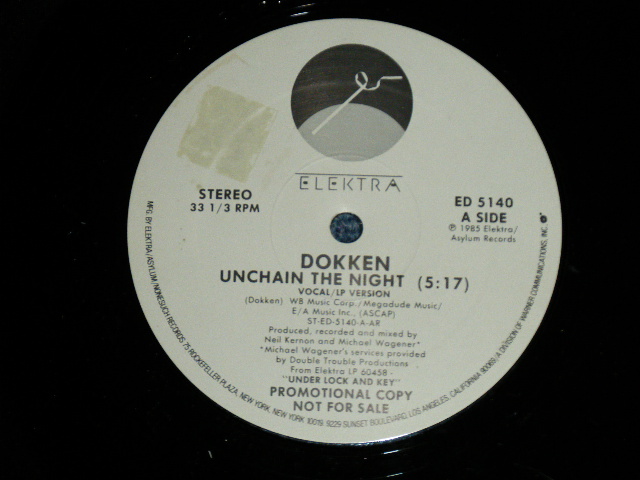 ELEKTRA
STEREO
33 1/3 RPM
ED 5140
A SIDE
℗ 1985 Elektra/
Asylum Records
DOKKEN
UNCHAIN THE NIGHT (5:17)
VOCAL/LP VERSION
(Dokken) WB Music Corp./Megadude Music/
E/A Music Inc., (ASCAP)
ST-ED-5140-A-AR
Produced, recorded and mixed by
Neil Kernon and Michael Wagener*
*Michael Wagener's services provided
by Double Trouble Productions
From Elektra LP 60458 -
"UNDER LOCK AND KEY"
PROMOTIONAL COPY
NOT FOR SALE
MFG. BY ELEKTRA/ASYLUM/NONESUCH RECORDS 75 ROCKEFELLER PLAZA, NEW YORK, NEW YORK 10019. 9229 SUNSET BOULEVARD, LOS ANGELES, CALIFORNIA 90069. A DIVISION OF WARNER COMMUNICATIONS, INC.